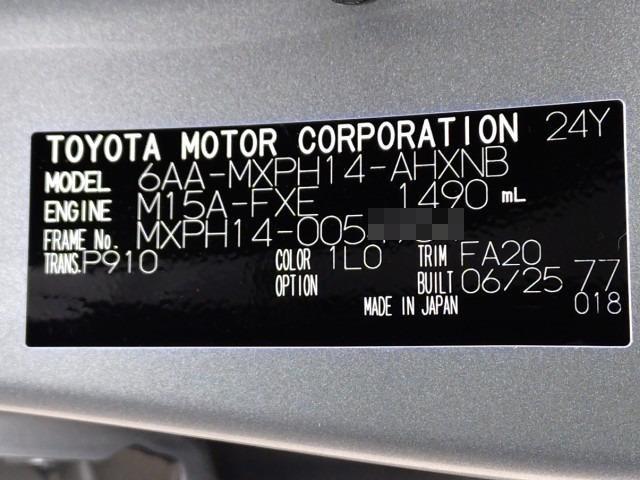 TOYOTA MOTOR CORPORATION 24Y
MODEL 6AA-MXPH14-AHXNB
ENGINE M15A-FXE 1490 mL
FRAME No. MXPH14-005
TRANS. P910 COLOR 1L0 TRIM FA20
OPTION BUILT 06/25 77
MADE IN JAPAN 018